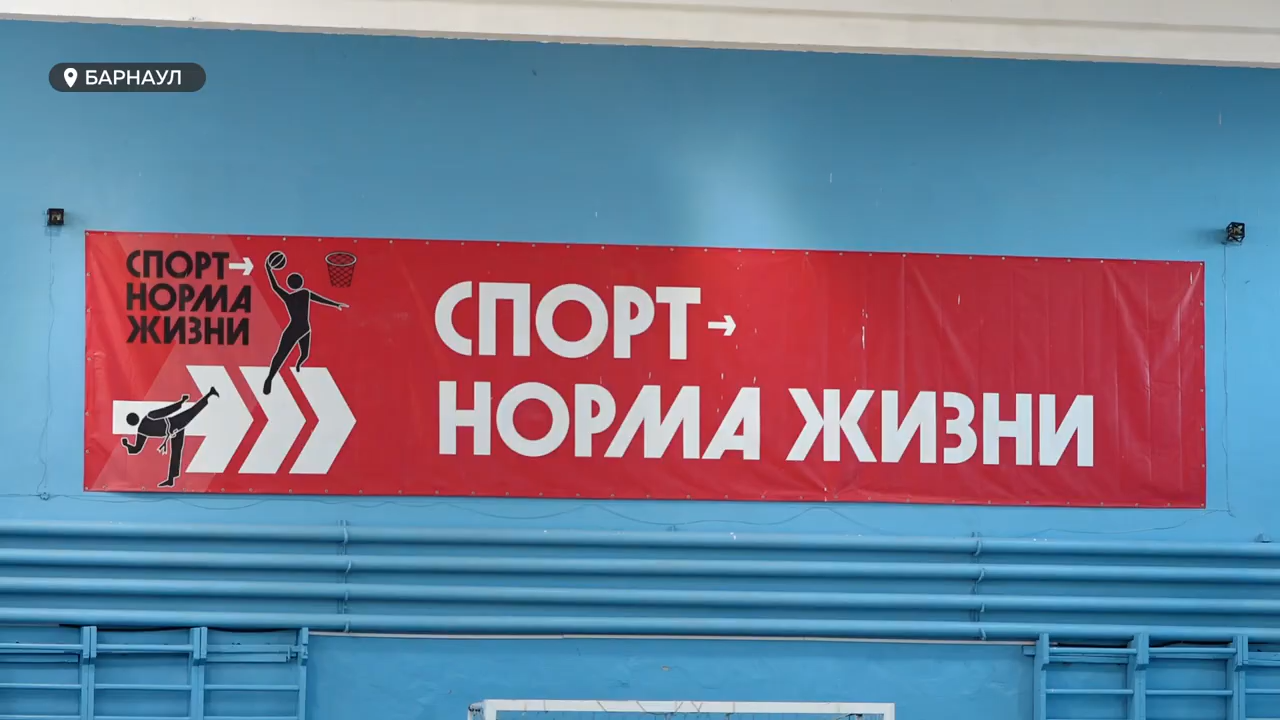 БАРНАУЛ
СПОРТ→
НОРМА
ЖИЗНИ
СПОРТ→
НОРМА ЖИЗНИ